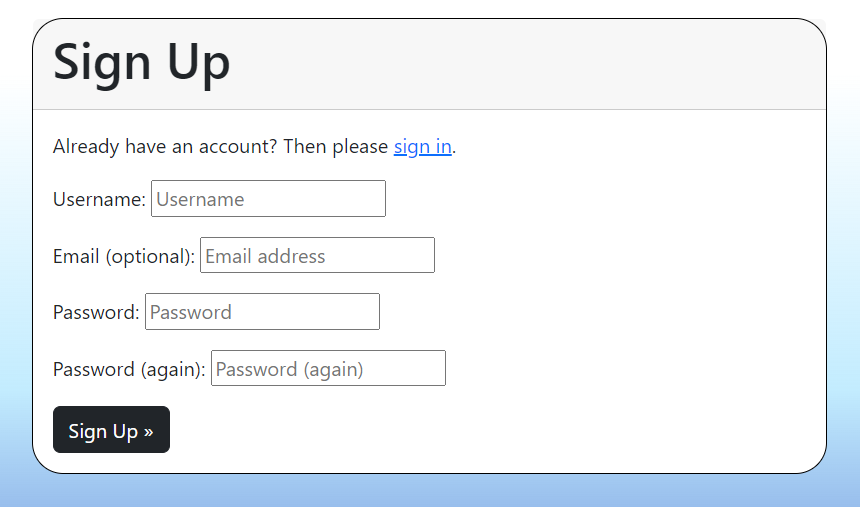 Sign Up
Already have an account? Then please sign in.
Username: Username
Email (optional): Email address
Password: Password
Password (again): Password (again)
Sign Up »